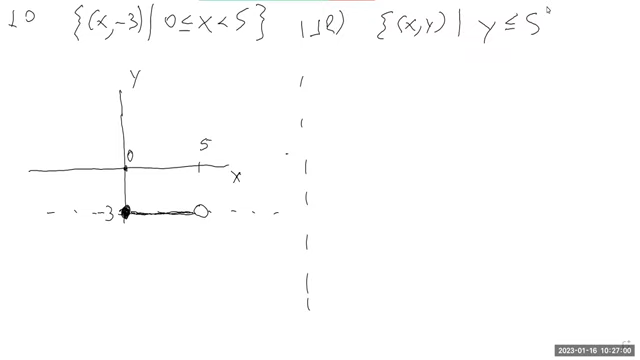 10 {(x,-3) | 0 ≤ x < 5}
{(x,y) | y ≤ 5
y
0
5
x
-3
2023-01-16 10:27:00